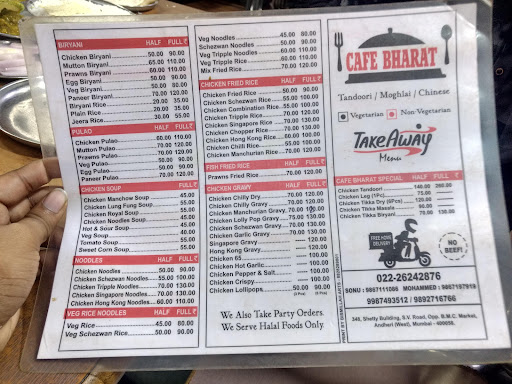 BIRYANI HALF FULL ₹
Chicken Biryani 50.00 90.00
Mutton Biryani 65.00 110.00
Prawns Biryani 60.00 110.00
Egg Biryani 50.00 90.00
Veg Biryani 50.00 80.00
Paneer Biryani 70.00 120.00
Biryani Rice 20.00 35.00
Plain Rice 20.00 35.00
Jeera Rice 30.00 55.00
PULAO HALF FULL ₹
Chicken Pulao 60.00 110.00
Mutton Pulao 70.00 120.00
Prawns Pulao 70.00 120.00
Veg Pulao 50.00 90.00
Egg Pulao 50.00 90.00
Paneer Pulao 70.00 120.00
CHICKEN SOUP FULL ₹
Chicken Manchow Soup 45.00
Chicken Lung Fung Soup 55.00
Chicken Royal Soup 55.00
Chicken Noodles Soup 45.00
Hot & Sour Soup 45.00
Veg Soup 45.00
Tomato Soup 55.00
Sweet Corn Soup 55.00
NOODLES HALF FULL ₹
Chicken Noodles 50.00 90.00
Chicken Schezwan Noodles 55.00 100.00
Chicken Tripple Noodles 70.00 120.00
Chicken Singapore Noodles 70.00 130.00
Chicken Hong Kong Noodles 60.00 110.00
VEG RICE NOODLES HALF FULL ₹
Veg Rice 45.00 80.00
Veg Schezwan Rice 50.00 90.00
Veg Noodles 45.00 80.00
Schezwan Noodles 50.00 90.00
Veg Tripple Noodles 60.00 110.00
Veg Tripple Rice 60.00 110.00
Mix Fried Rice 70.00 120.00
CHICKEN FRIED RICE HALF FULL ₹
Chicken Fried Rice 50.00 90.00
Chicken Schezwan Rice 55.00 100.00
Chicken Combination Rice 55.00 100.00
Chicken Tripple Rice 70.00 120.00
Chicken Singapore Rice 70.00 130.00
Chicken Chopper Rice 70.00 130.00
Chicken Hong Kong Rice 60.00 110.00
Chicken Chilli Rice 55.00 100.00
Chicken Manchurian Rice 70.00 120.00
FISH FRIED RICE HALF FULL ₹
Prawns Fried Rice 70.00 120.00
CHICKEN GRAVY HALF FULL ₹
Chicken Chilly Dry 70.00 120.00
Chicken Chilly Gravy 70.00 120.00
Chicken Manchurian Gravy 70.00 120.00
Chicken Lolly Pop Gravy 70.00 130.00
Chicken Schezwan Gravy 70.00 130.00
Chicken Garlic Gravy 70.00 130.00
Singapore Gravy 120.00
Hong Kong Gravy 120.00
Chicken 65 120.00
Chicken Hot Garlic 120.00
Chicken Papper & Salt 120.00
Chicken Crispy 120.00
Chicken Lollipops 50.00 90.00
We Also Take Party Orders.
We Serve Halal Foods Only.
CAFE BHARAT
Tandoori / Moghlai / Chinese
Vegetarian Non-Vegetarian
TAKEAWAY
Menu
CAFE BHARAT SPECIAL HALF FULL ₹
Chicken Tandoori 140.00 260.00
Chicken Leg (1Pc) 75.00
Chicken Tikka Dry (6Pcs) 120.00
Chicken Tikka Masala 90.00
Chicken Tikka Biryani 70.00 130.00
FREE HOME
DELIVERY
NO
BEEF!
022-26242876
SONU : 9867111086 MOHAMMED : 9867157919
9987493512 / 9892716766
348, Shetty Building, S.V. Road, Opp. B.M.C. Market,
Andheri (West), Mumbai - 400058.